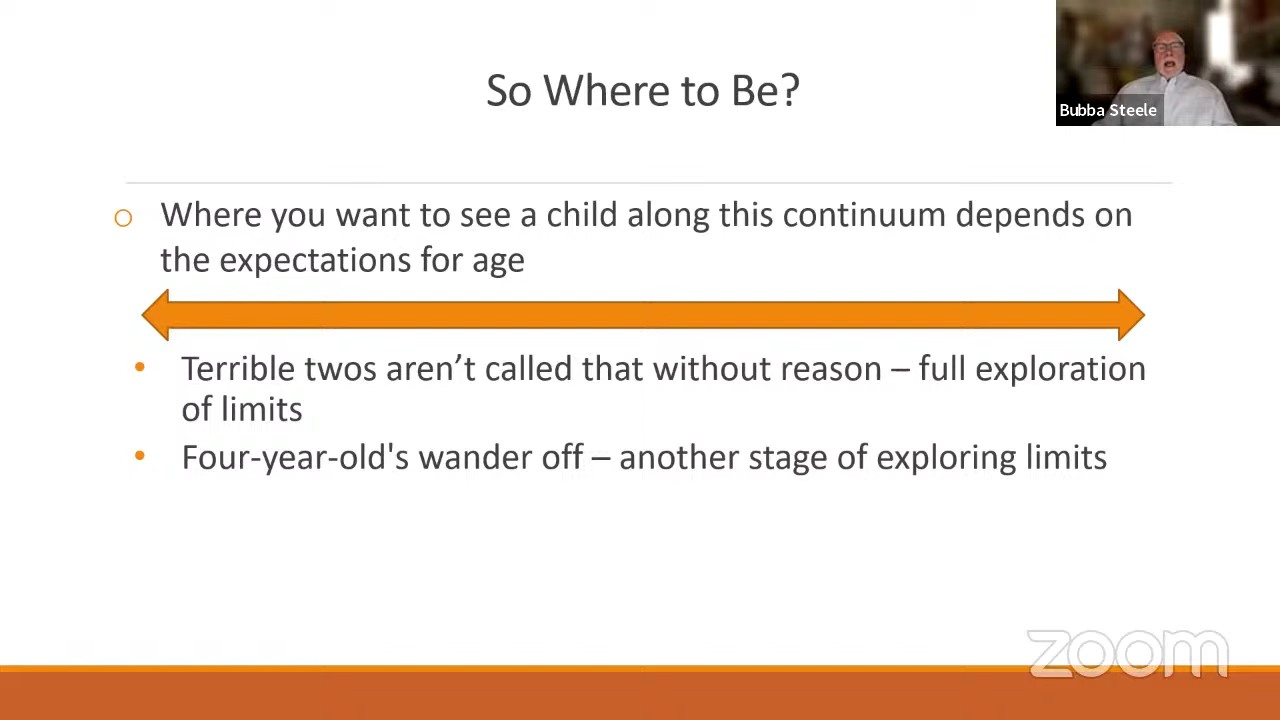 So Where to Be?
Bubba Steele
o Where you want to see a child along this continuum depends on
the expectations for age
• Terrible twos aren’t called that without reason – full exploration
of limits
• Four-year-old's wander off – another stage of exploring limits
zoom